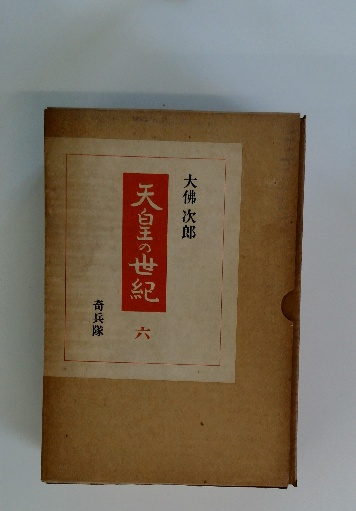 大佛次郎
天皇の世紀
六
奇兵隊